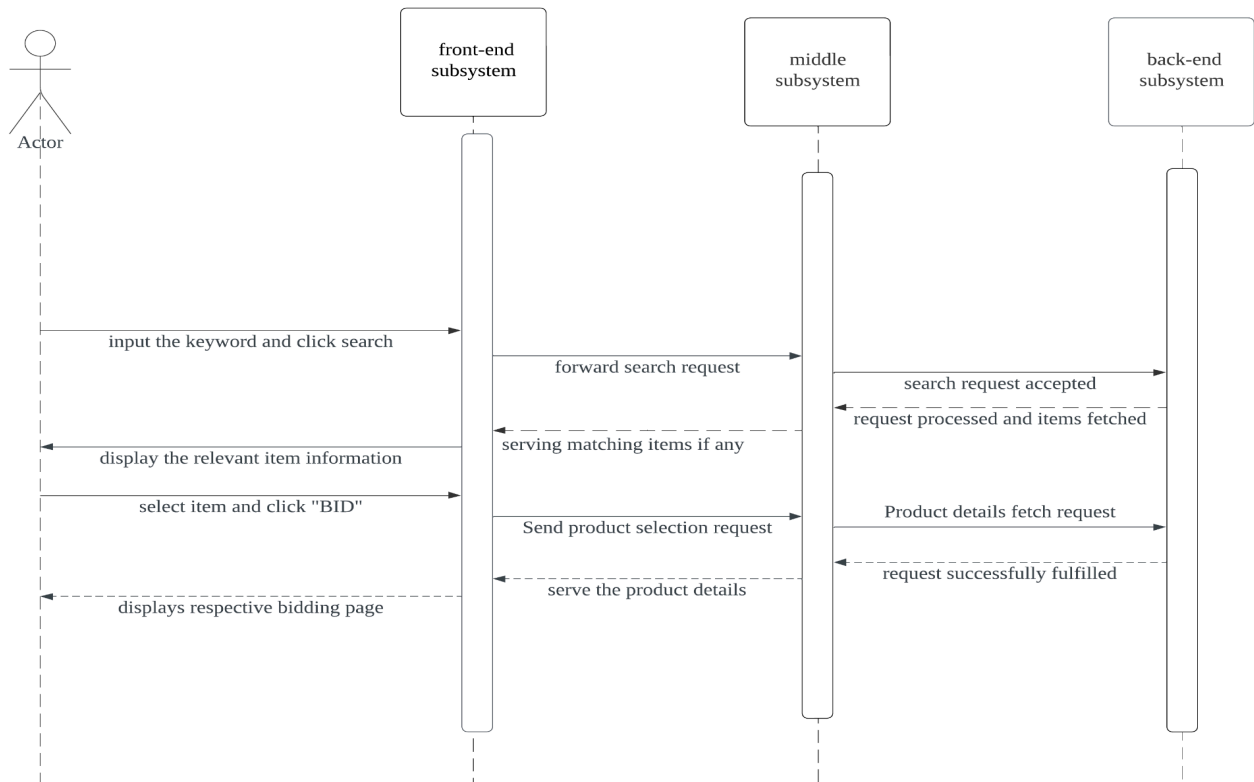 front-end
subsystem
middle
subsystem
back-end
subsystem
Actor
input the keyword and click search
forward search request
search request accepted
request processed and items fetched
serving matching items if any
display the relevant item information
select item and click "BID"
Send product selection request
Product details fetch request
request successfully fulfilled
serve the product details
displays respective bidding page